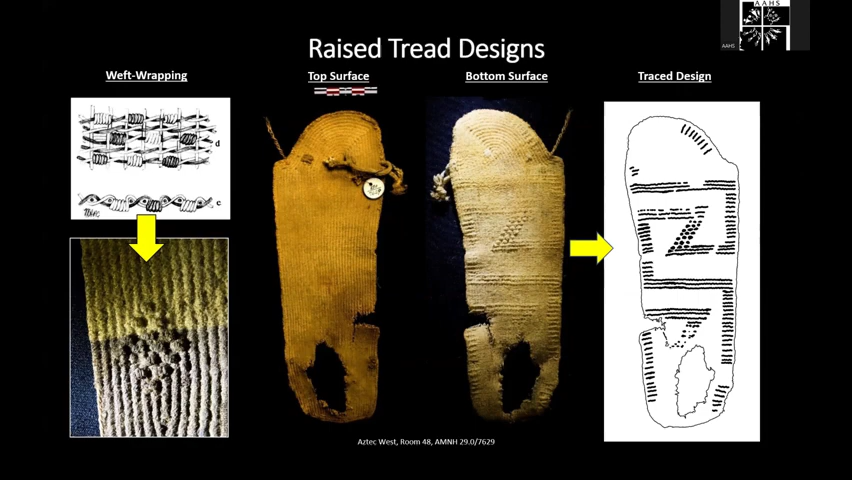 AAHS
AAHS
Raised Tread Designs
Weft-Wrapping
Top Surface
Bottom Surface
Traced Design
d
c
Aztec West, Room 48, AMNH 29.0/7629